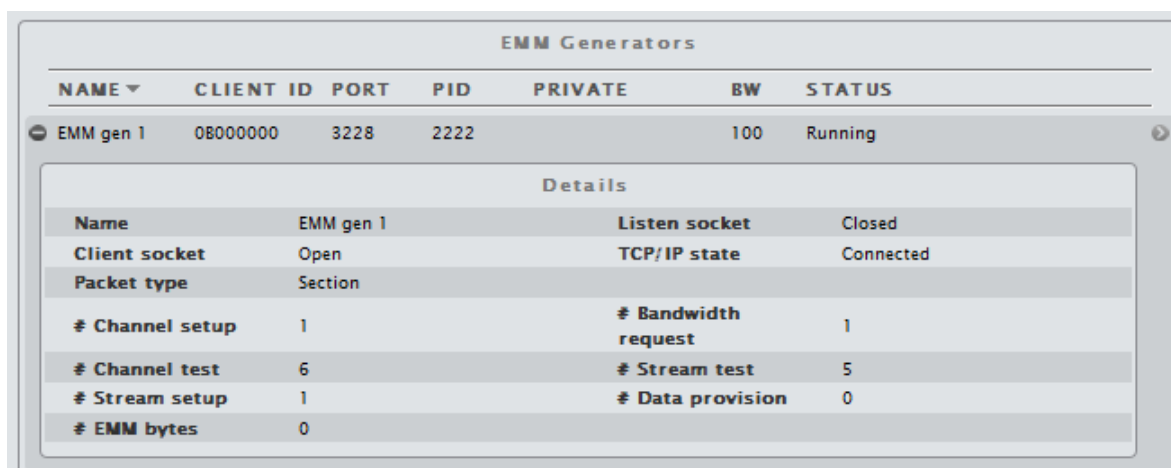 EMM Generators
NAME CLIENT ID PORT PID PRIVATE BW STATUS
EMM gen 1 0B000000 3228 2222 100 Running
Details
Name EMM gen 1 Listen socket Closed
Client socket Open TCP/IP state Connected
Packet type Section
# Channel setup 1 # Bandwidth request 1
# Channel test 6 # Stream test 5
# Stream setup 1 # Data provision 0
# EMM bytes 0